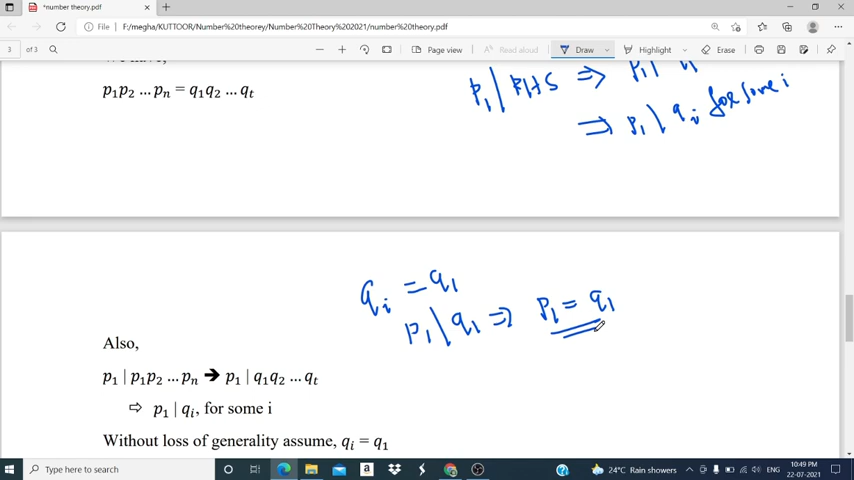 *number theory.pdf
File
F:/megha/KUTTOOR/Number%20theorey/Number%20Theory%202021/number%20theory.pdf
3 of 3
Page view
Read aloud
Draw
Highlight
Erase
p₁p₂ … pₙ = q₁q₂ … qₜ
p₁ | RHS ⇒ p₁ |
⇒ p₁ | qᵢ for some i
qᵢ = q₁
p₁ | q₁ ⇒ p₁ = q₁
Also,
p₁ | p₁p₂ … pₙ ➔ p₁ | q₁q₂ … qₜ
⇨ p₁ | qᵢ, for some i
Without loss of generality assume, qᵢ = q₁
Type here to search
24°C Rain showers
ENG
10:49 PM
22-07-2021